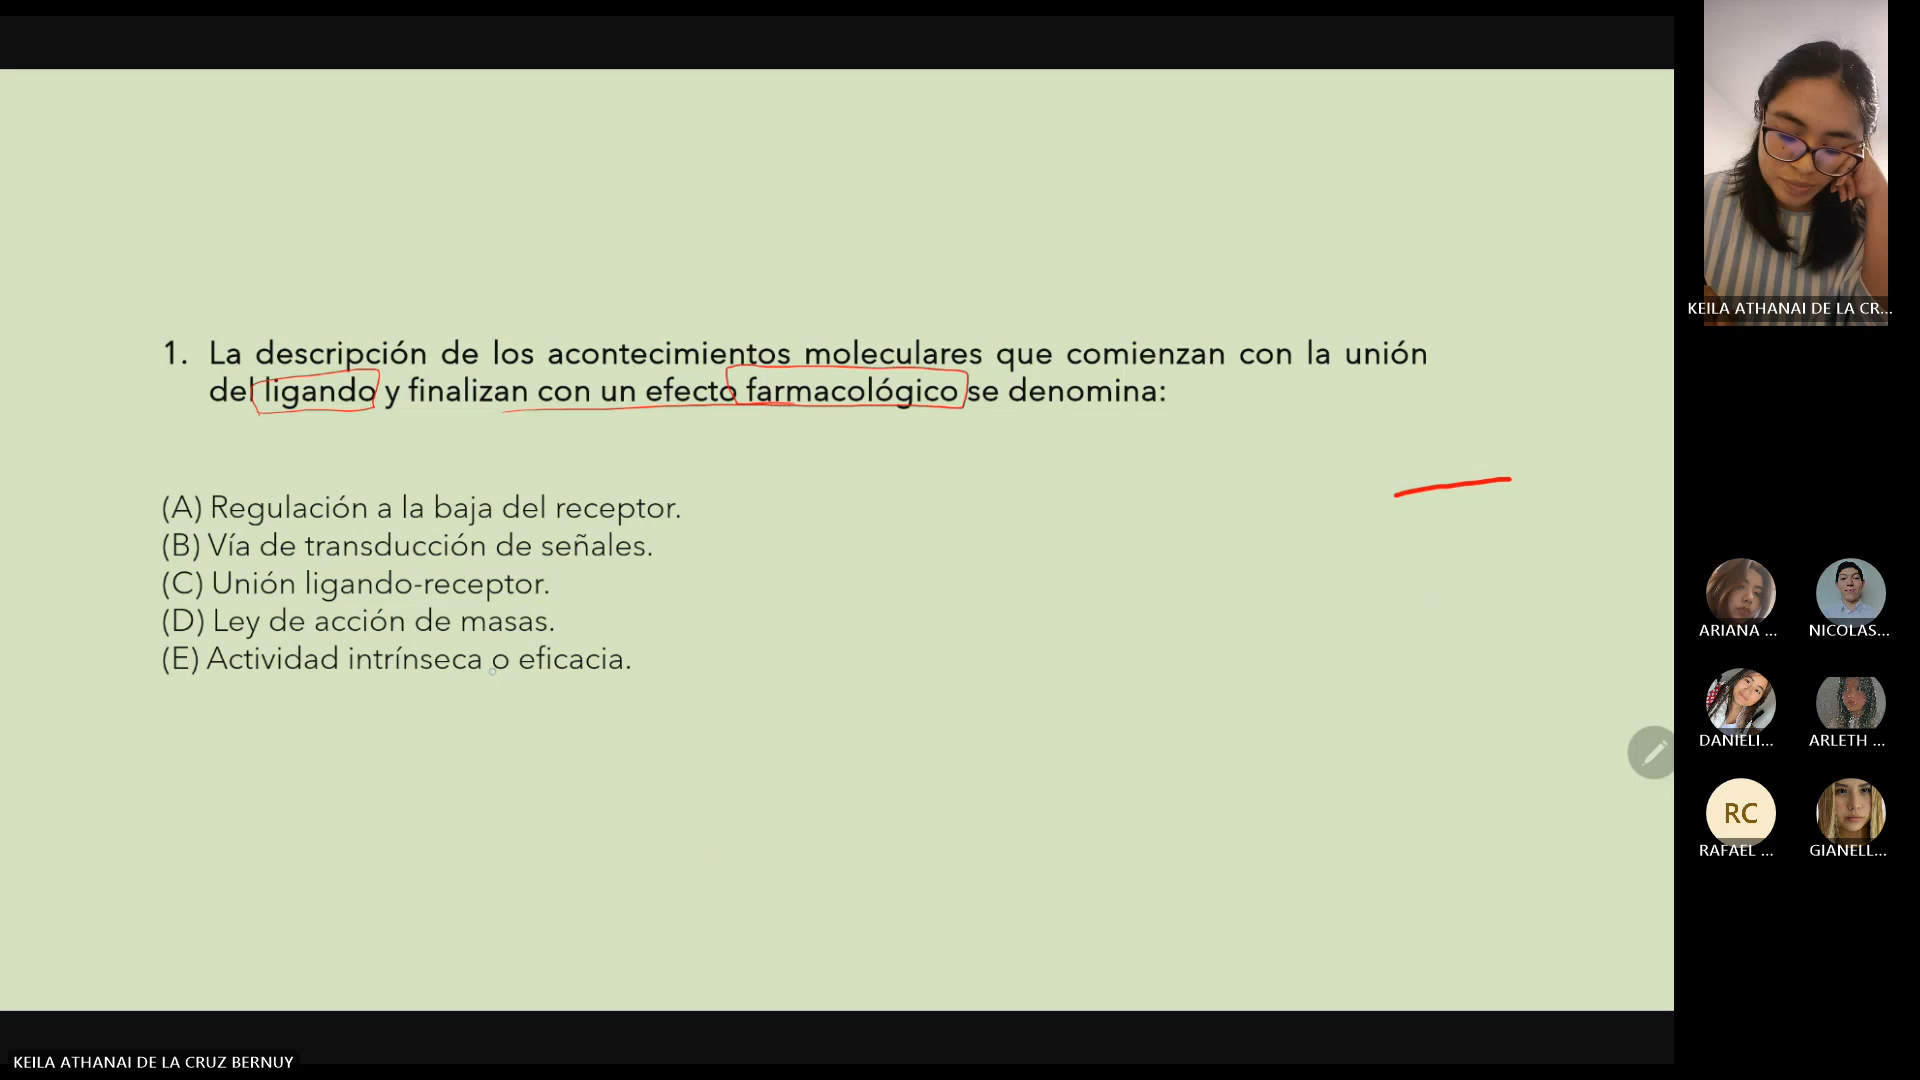 1. La descripción de los acontecimientos moleculares que comienzan con la unión
del ligando y finalizan con un efecto farmacológico se denomina:
(A) Regulación a la baja del receptor.
(B) Vía de transducción de señales.
(C) Unión ligando-receptor.
(D) Ley de acción de masas.
(E) Actividad intrínseca o eficacia.
KEILA ATHANAI DE LA CR...
ARIANA ...
NICOLAS...
DANIELI...
ARLETH ...
RC
RAFAEL ...
GIANELL...
KEILA ATHANAI DE LA CRUZ BERNUY